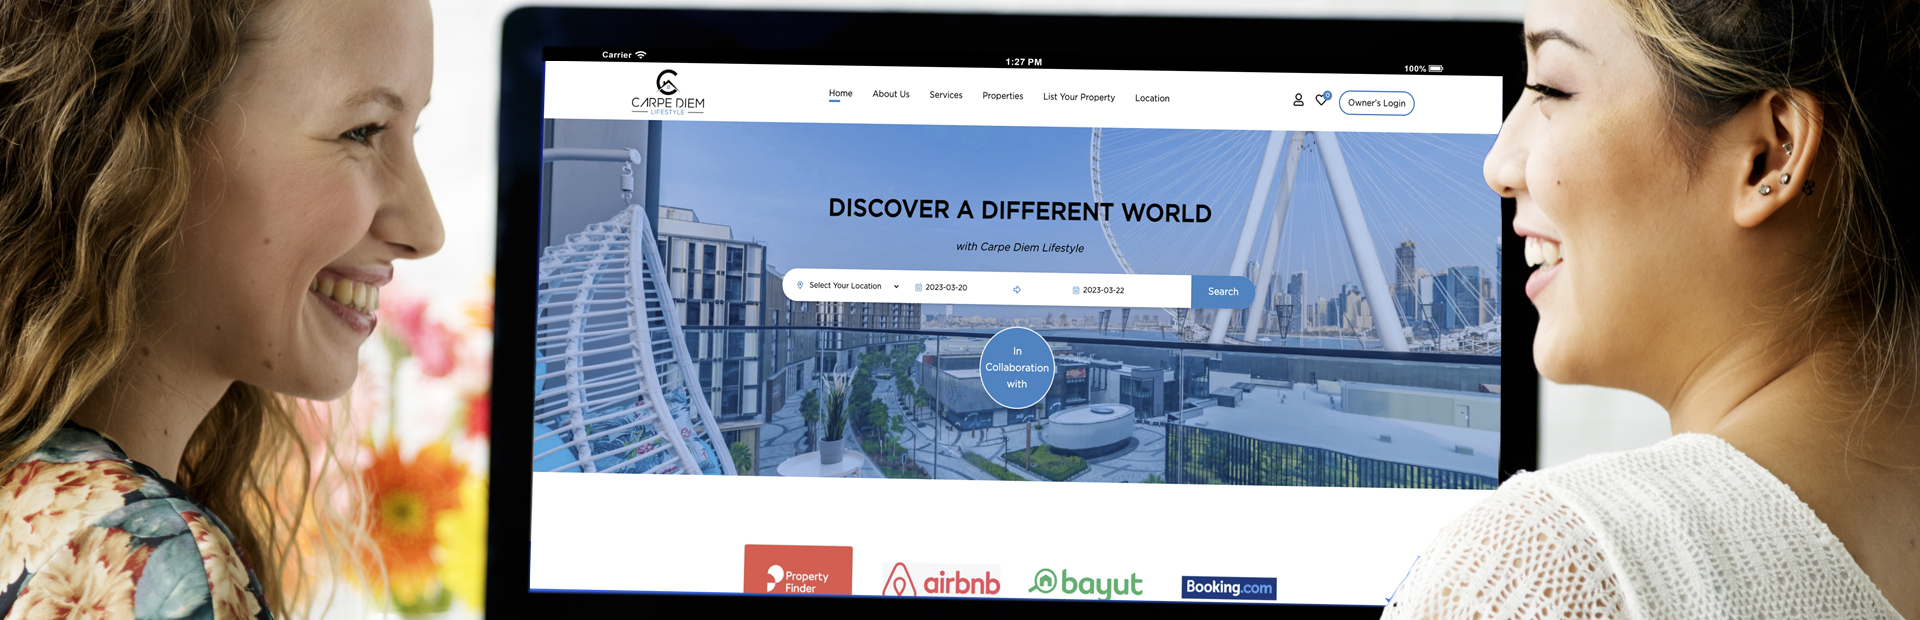 Carrier
1:27 PM
100%
CARPE DIEM
LIFESTYLE
Home
About Us
Services
Properties
List Your Property
Location
0
Owner's Login
DISCOVER A DIFFERENT WORLD
with Carpe Diem Lifestyle
Select Your Location
2023-03-20
2023-03-22
Search
In
Collaboration
with
Property
Finder
airbnb
bayut
Booking.com